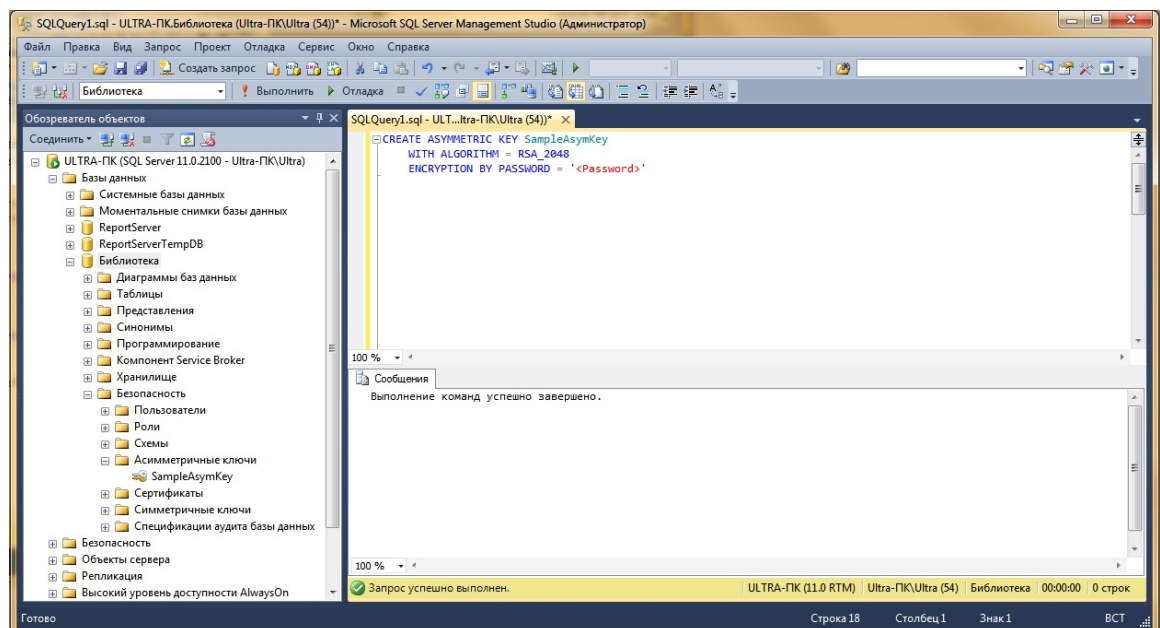 SQLQuery1.sql - ULTRA-ПК.Библиотека (Ultra-ПК\Ultra (54))* - Microsoft SQL Server Management Studio (Администратор)
Файл Правка Вид Запрос Проект Отладка Сервис Окно Справка
Создать запрос
Библиотека Выполнить Отладка
Обозреватель объектов
SQLQuery1.sql - ULT...ltra-ПК\Ultra (54))*
Соединить
CREATE ASYMMETRIC KEY SampleAsymKey
WITH ALGORITHM = RSA_2048
ENCRYPTION BY PASSWORD = '<Password>'
ULTRA-ПК (SQL Server 11.0.2100 - Ultra-ПК\Ultra)
Базы данных
Системные базы данных
Моментальные снимки базы данных
ReportServer
ReportServerTempDB
Библиотека
Диаграммы баз данных
Таблицы
Представления
Синонимы
Программирование
Компонент Service Broker
Хранилище
Безопасность
Пользователи
Роли
Схемы
Асимметричные ключи
SampleAsymKey
Сертификаты
Симметричные ключи
Спецификации аудита базы данных
Безопасность
Объекты сервера
Репликация
Высокий уровень доступности AlwaysOn
100 %
Сообщения
Выполнение команд успешно завершено.
100 %
Запрос успешно выполнен. ULTRA-ПК (11.0 RTM) Ultra-ПК\Ultra (54) Библиотека 00:00:00 0 строк
Готово Строка 18 Столбец 1 Знак 1 ВСТ